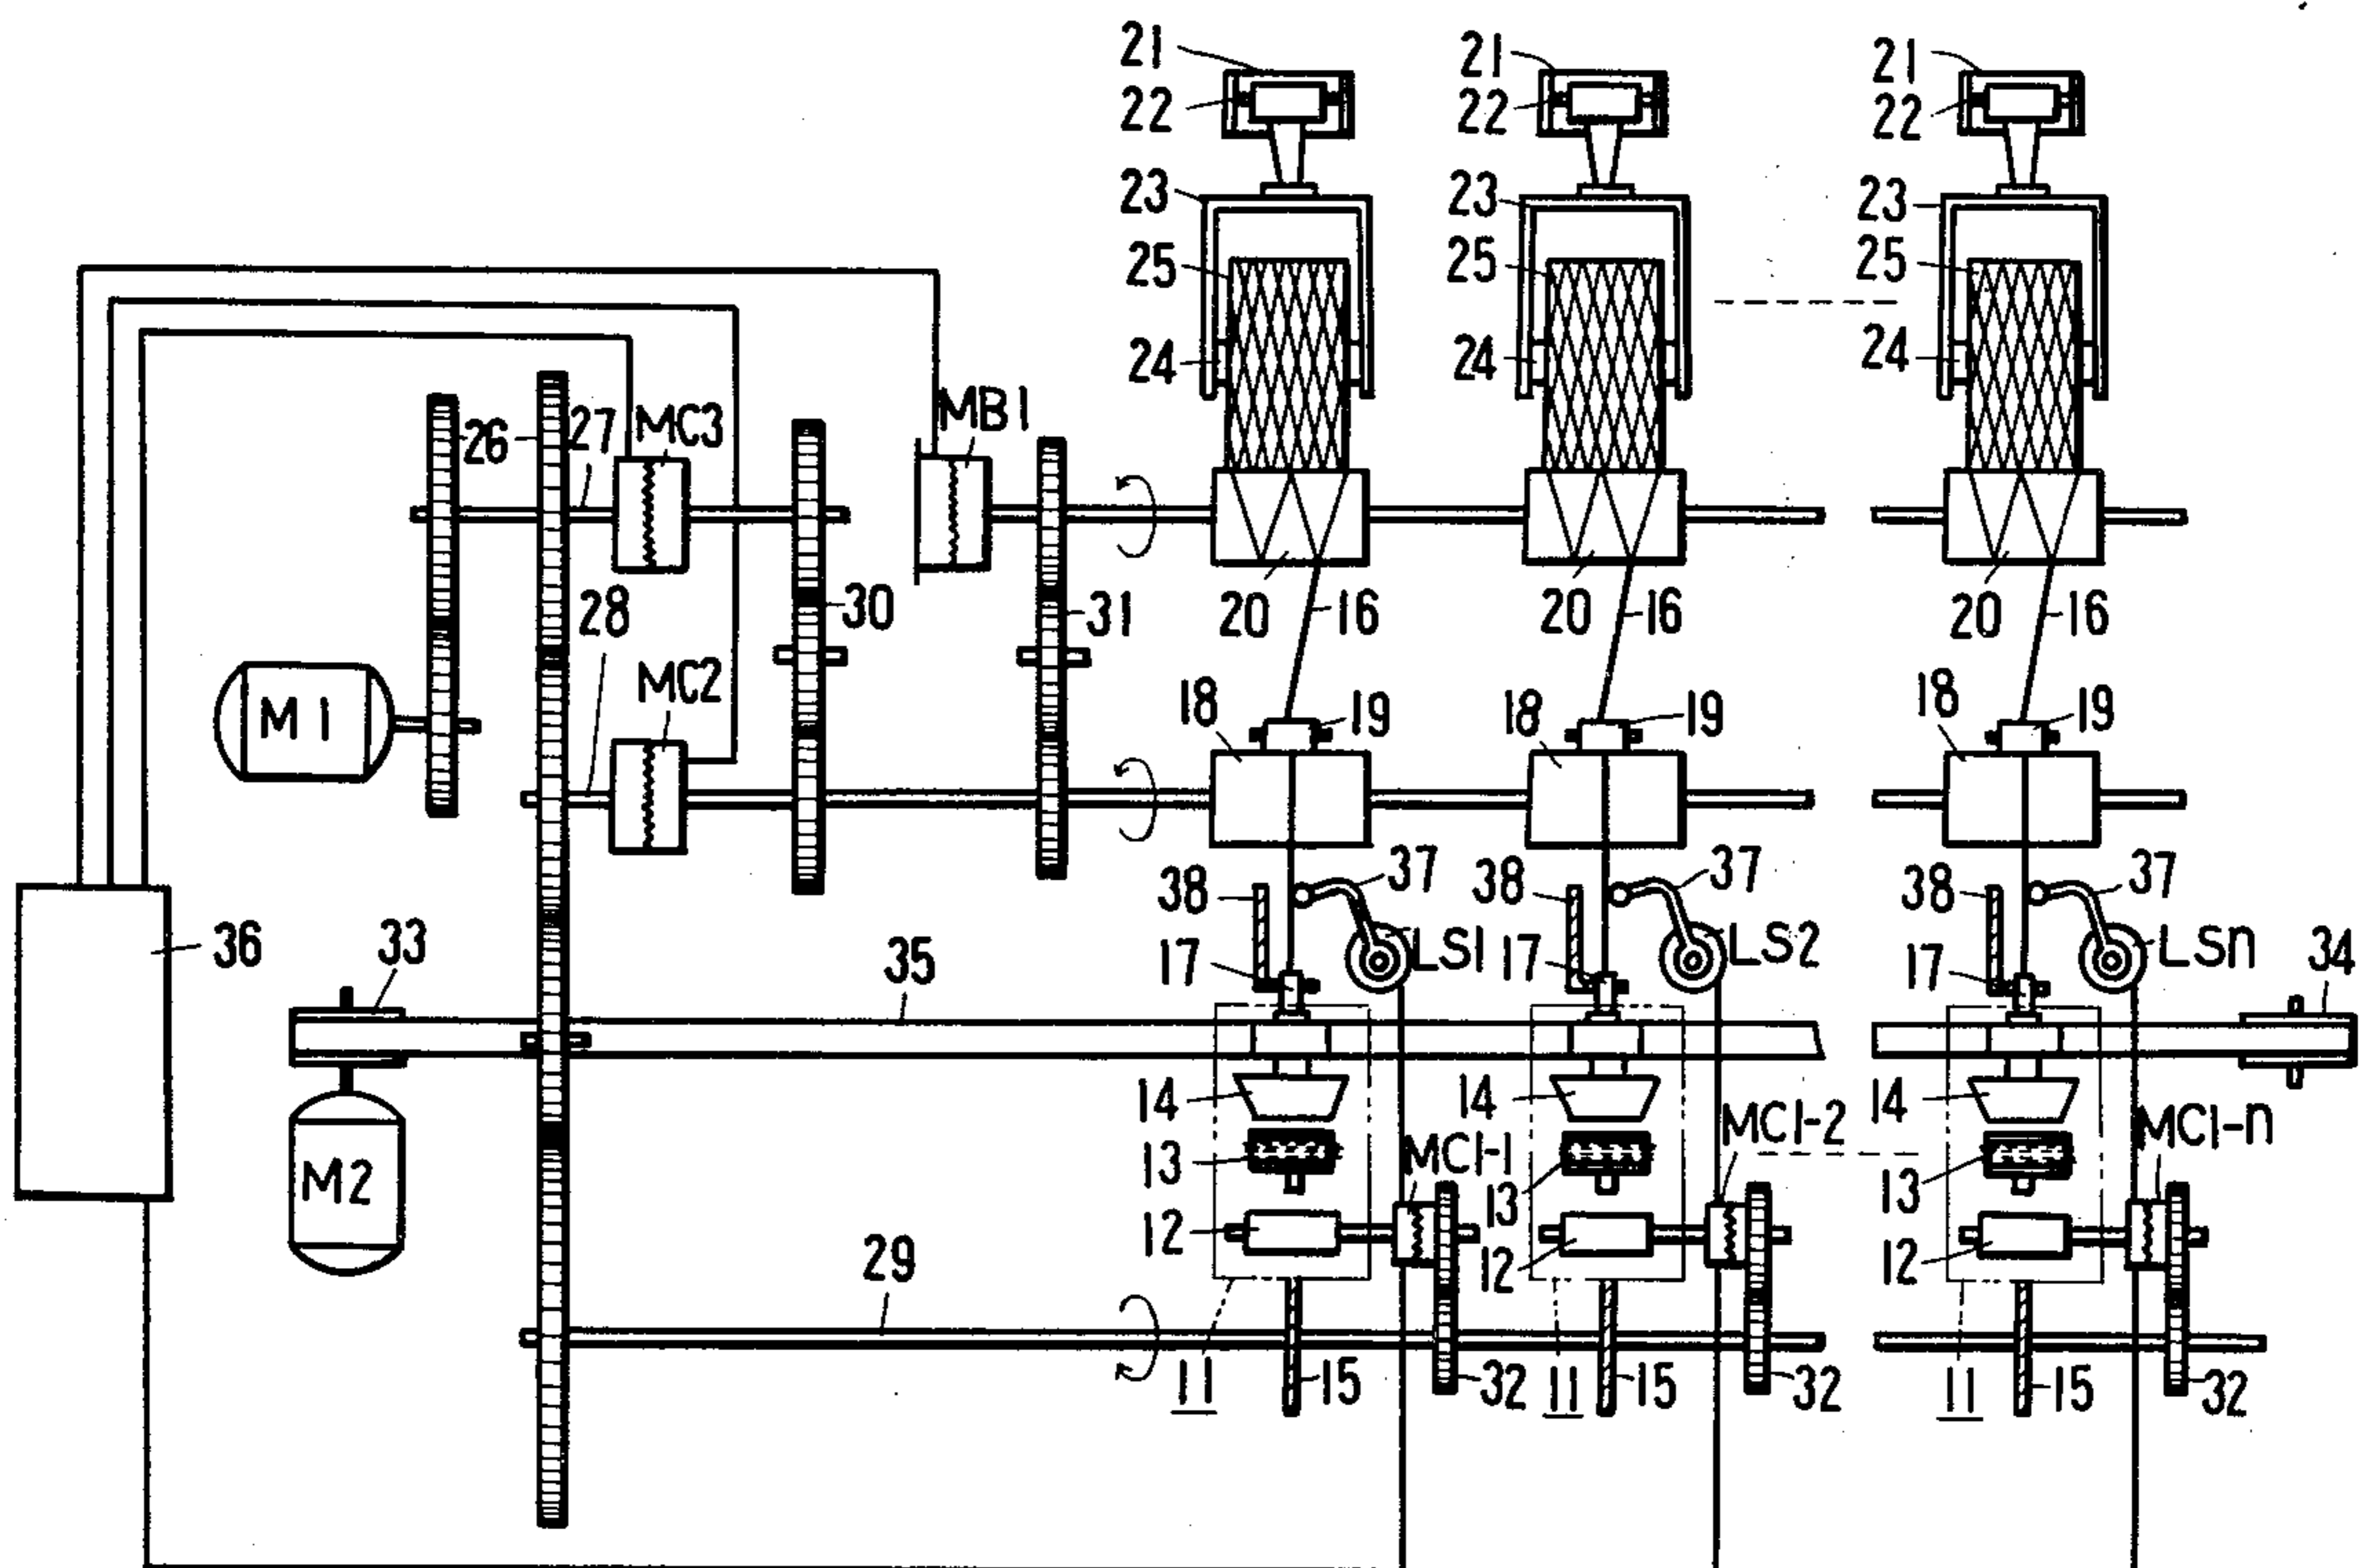 21 21 21
22 22 22
23 23 23
25 25 25
24 24 24
26 27 MC3 MB1
28 30 31 20 16 20 16 20 16
MC2 18 19 18 19 18 19
M1
38 37 38 37 38 37
36 33 35 17 LS1 17 LS2 17 LSn 34
14 14 14
MC1-1 MC1-2 MC1-n
M2 13 13 13
12 12 12
29
11 15 32 11 15 32 11 15 32